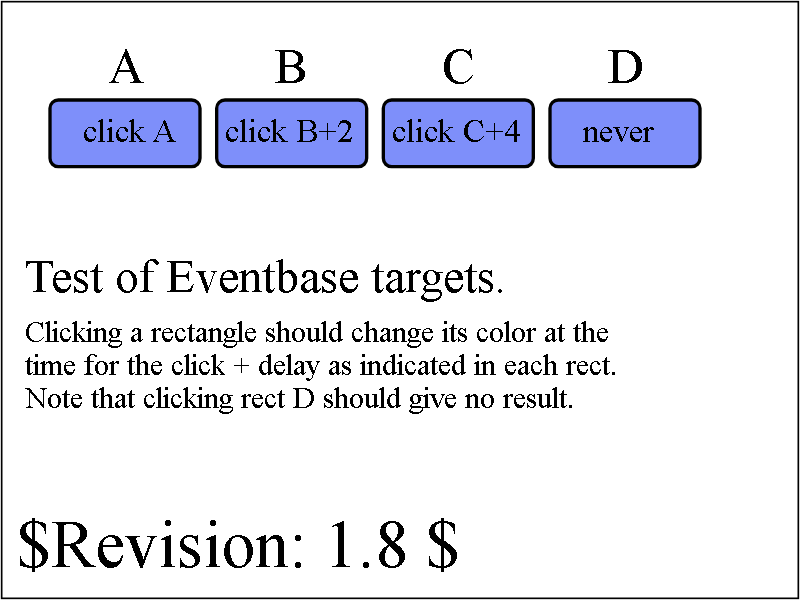 A B C D
click A click B+2 click C+4 never
Test of Eventbase targets.
Clicking a rectangle should change its color at the
time for the click + delay as indicated in each rect.
Note that clicking rect D should give no result.
$Revision: 1.8 $